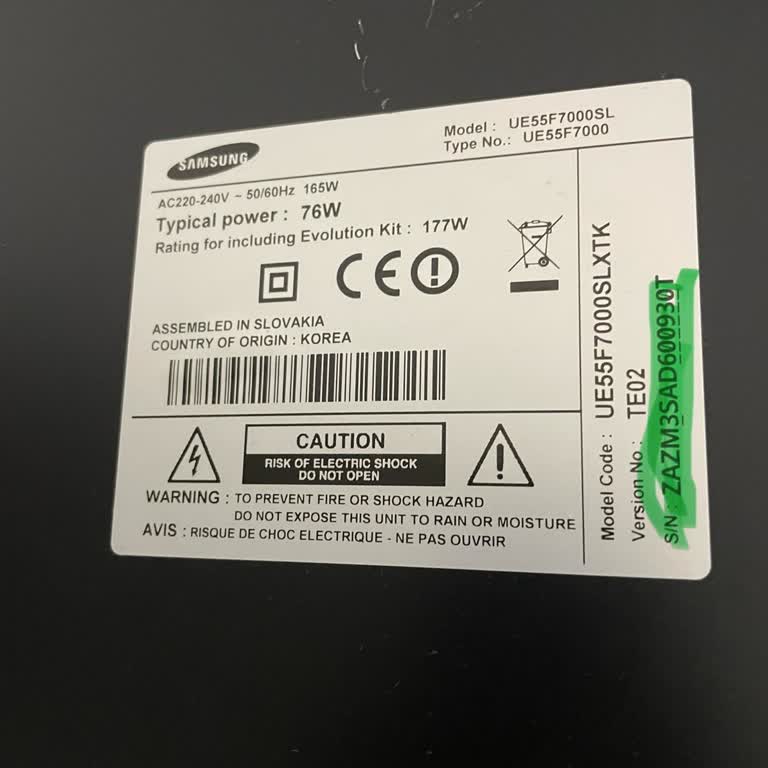 SAMSUNG
Model : UE55F7000SL
Type No.: UE55F7000
AC220-240V ~ 50/60Hz 165W
Typical power : 76W
Rating for including Evolution Kit : 177W
CE
ASSEMBLED IN SLOVAKIA
COUNTRY OF ORIGIN : KOREA
CAUTION
RISK OF ELECTRIC SHOCK
DO NOT OPEN
WARNING : TO PREVENT FIRE OR SHOCK HAZARD
DO NOT EXPOSE THIS UNIT TO RAIN OR MOISTURE
AVIS : RISQUE DE CHOC ELECTRIQUE - NE PAS OUVRIR
Model Code : UE55F7000SLXTK
Version No : TE02
S/N : ZAZM3SAD600930T